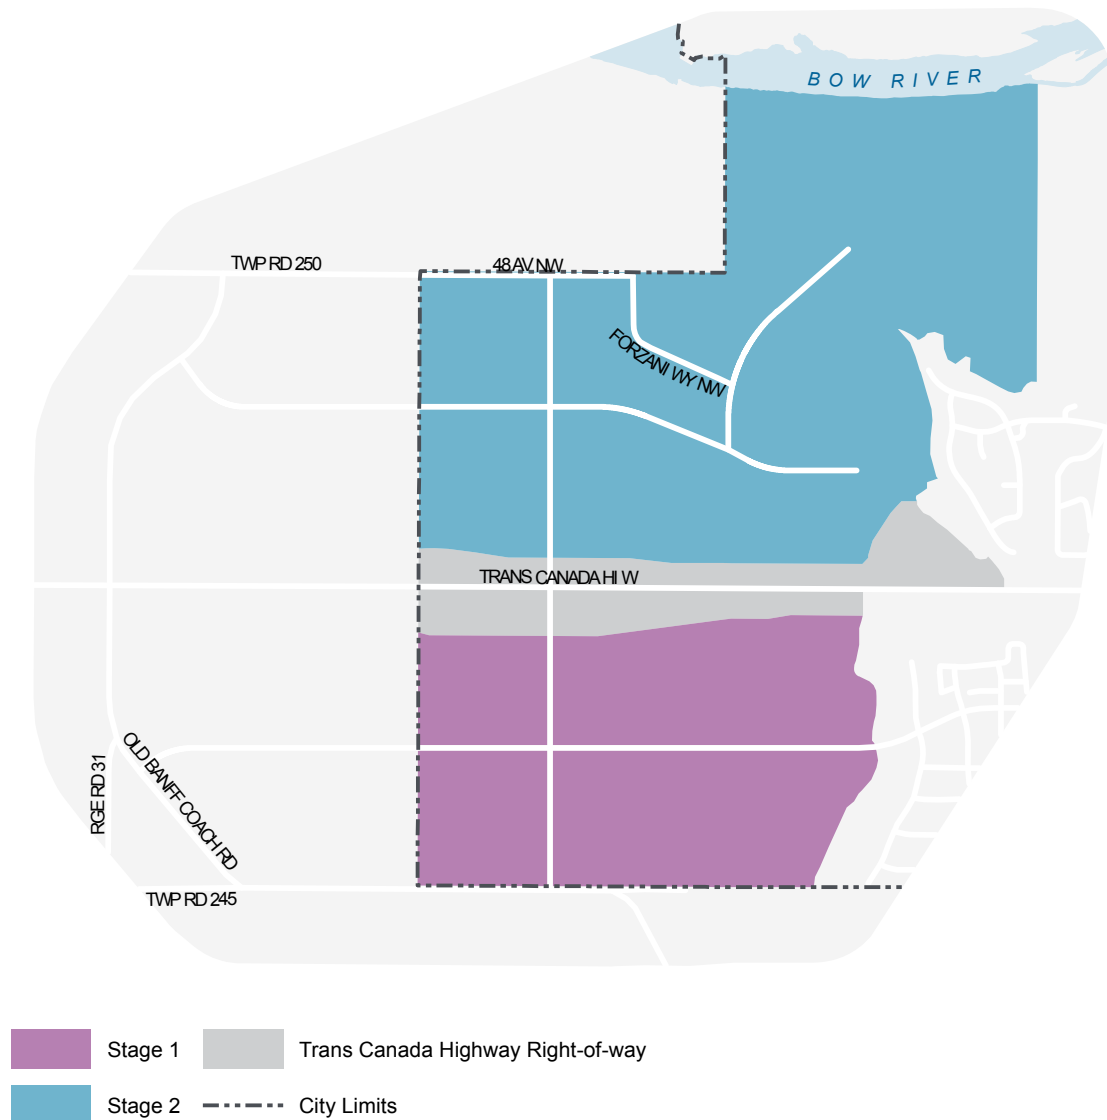 BOW RIVER
TWP RD 250
48 AV NW
FORZANI WY NW
TRANS CANADA HI W
OLD BANFF COACH RD
RGE RD 31
TWP RD 245
Stage 1
Trans Canada Highway Right-of-way
Stage 2
City Limits